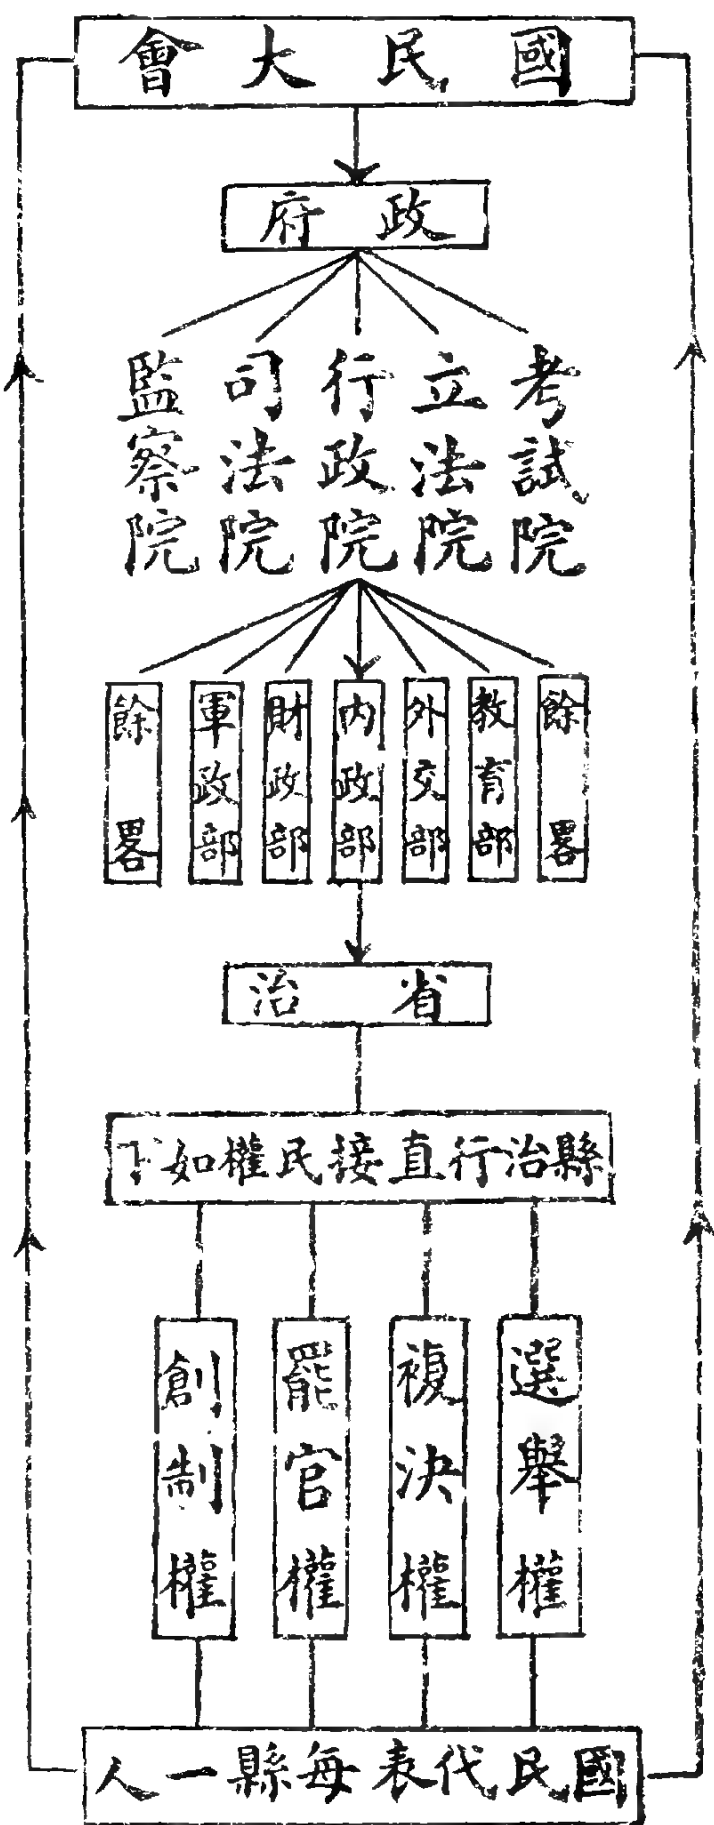 國民大會
政府
考試院
立法院
行政院
司法院
監察院
餘畧
教育部
外交部
內政部
財政部
軍政部
餘畧
省治
縣治行直接民權如下
選舉權
複決權
罷官權
創制權
國民代表每縣一人